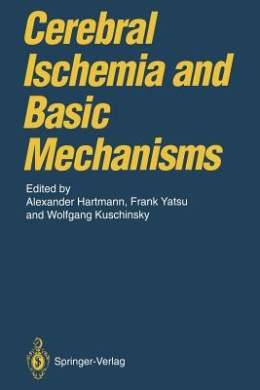 Cerebral
Ischemia and
Basic
Mechanisms
Edited by
Alexander Hartmann, Frank Yatsu
and Wolfgang Kuschinsky
Springer-Verlag